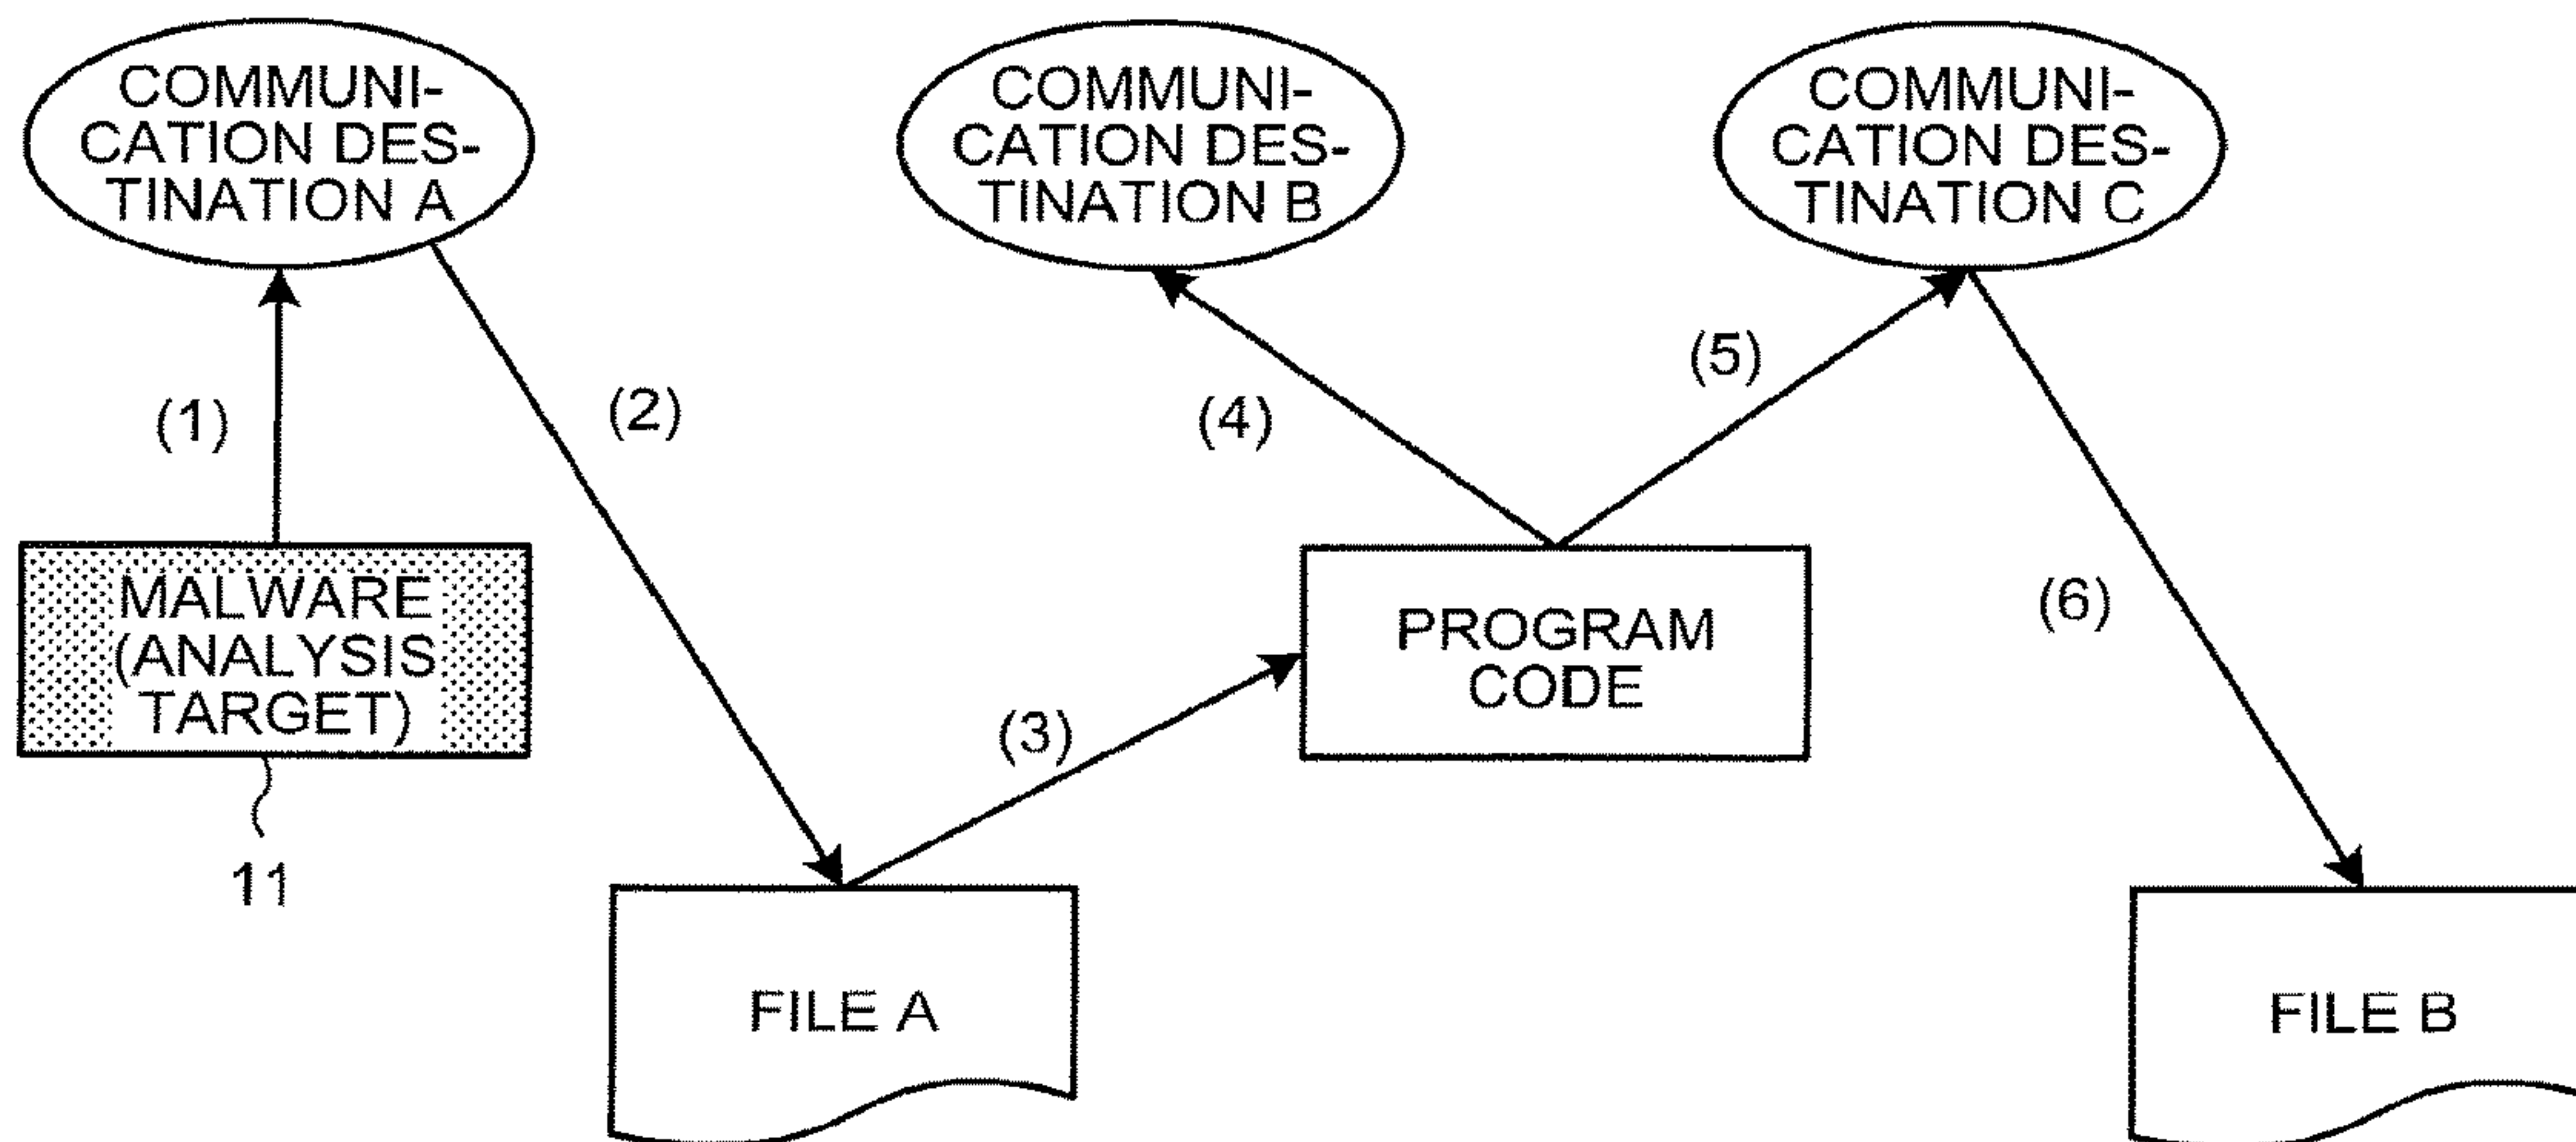 COMMUNI-
CATION DES-
TINATION A
COMMUNI-
CATION DES-
TINATION B
COMMUNI-
CATION DES-
TINATION C
(1)
(2)
(4)
(5)
MALWARE
(ANALYSIS
TARGET)
PROGRAM
CODE
(6)
(3)
11
FILE A
FILE B